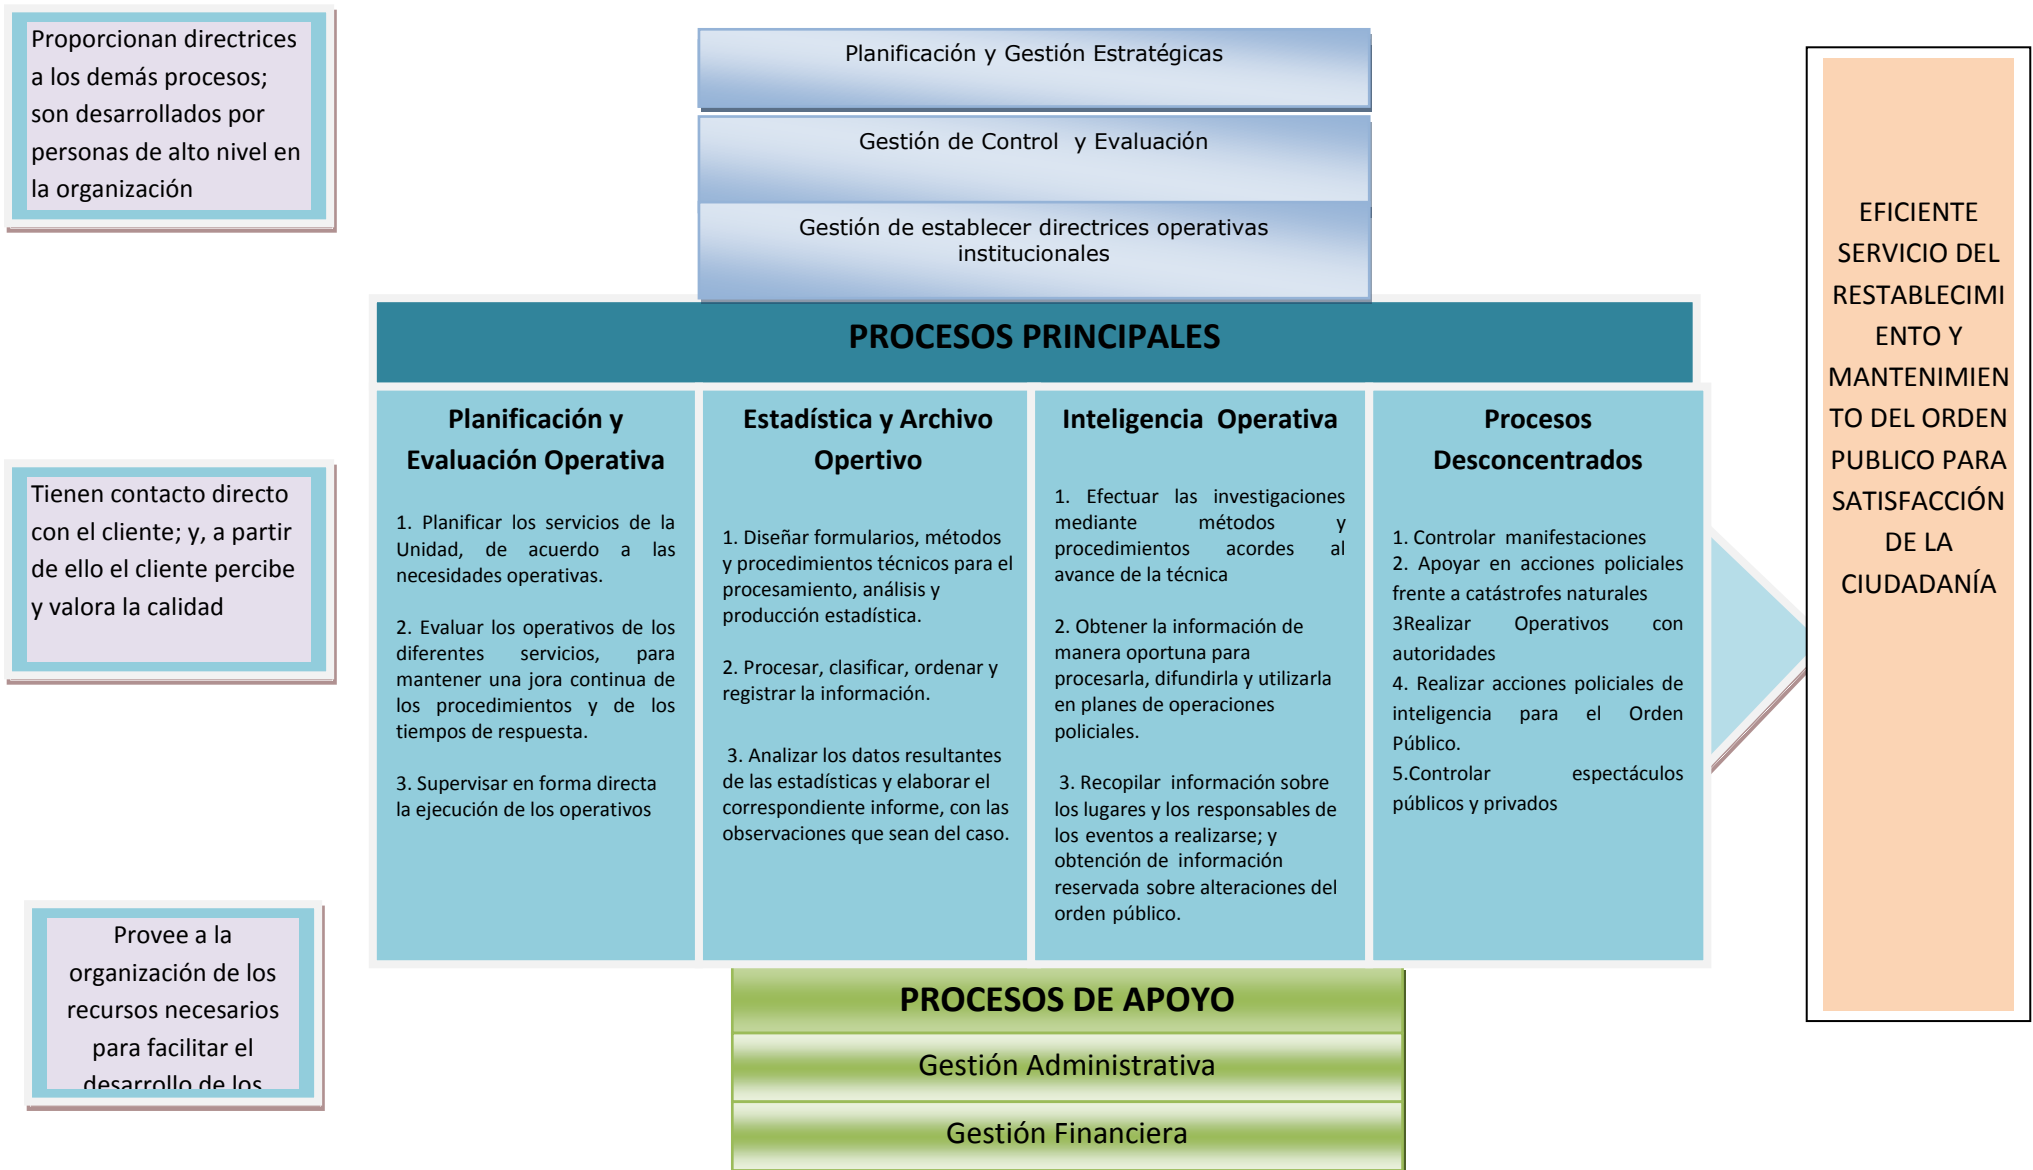 Proporcionan directrices
a los demás procesos;
son desarrollados por
personas de alto nivel en
la organización
Planificación y Gestión Estratégicas
Gestión de Control  y Evaluación
Gestión de establecer directrices operativas
institucionales
PROCESOS PRINCIPALES
Tienen contacto directo
con el cliente; y, a partir
de ello el cliente percibe
y valora la calidad
Planificación y
Evaluación Operativa
1. Planificar los servicios de la
Unidad, de acuerdo a las
necesidades operativas.
2. Evaluar los operativos de los
diferentes servicios, para
mantener una jora continua de
los procedimientos y de los
tiempos de respuesta.
3. Supervisar en forma directa
la ejecución de los operativos
Estadística y Archivo
Opertivo
1. Diseñar formularios, métodos
y procedimientos técnicos para el
procesamiento, análisis y
producción estadística.
2. Procesar, clasificar, ordenar y
registrar la información.
3. Analizar los datos resultantes
de las estadísticas y elaborar el
correspondiente informe, con las
observaciones que sean del caso.
Inteligencia  Operativa
1. Efectuar las investigaciones
mediante métodos y
procedimientos acordes al
avance de la técnica
2. Obtener la información de
manera oportuna para
procesarla, difundirla y utilizarla
en planes de operaciones
policiales.
3. Recopilar  información sobre
los lugares y los responsables de
los eventos a realizarse; y
obtención de  información
reservada sobre alteraciones del
orden público.
Procesos
Desconcentrados
1. Controlar manifestaciones
2. Apoyar en acciones policiales
frente a catástrofes naturales
3Realizar Operativos con
autoridades
4. Realizar acciones policiales de
inteligencia para el Orden
Público.
5.Controlar espectáculos
públicos y privados
EFICIENTE
SERVICIO DEL
RESTABLECIMI
ENTO Y
MANTENIMIEN
TO DEL ORDEN
PUBLICO PARA
SATISFACCIÓN
DE LA
CIUDADANÍA
Provee a la
organización de los
recursos necesarios
para facilitar el
desarrollo de los
PROCESOS DE APOYO
Gestión Administrativa
Gestión Financiera